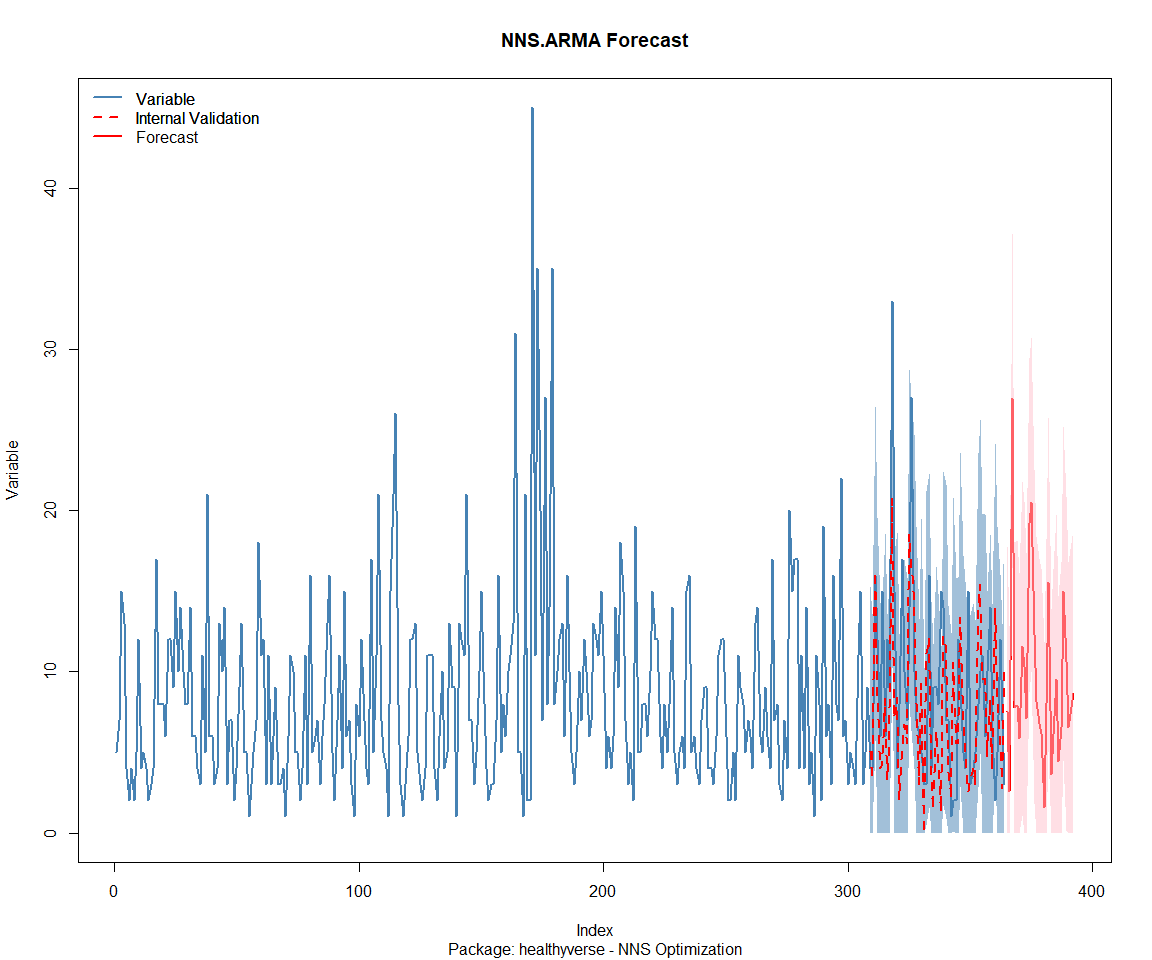 NNS.ARMA Forecast
Variable
Internal Validation
Forecast
Variable
40
30
20
10
0
0
100
200
300
400
Index
Package: healthyverse - NNS Optimization